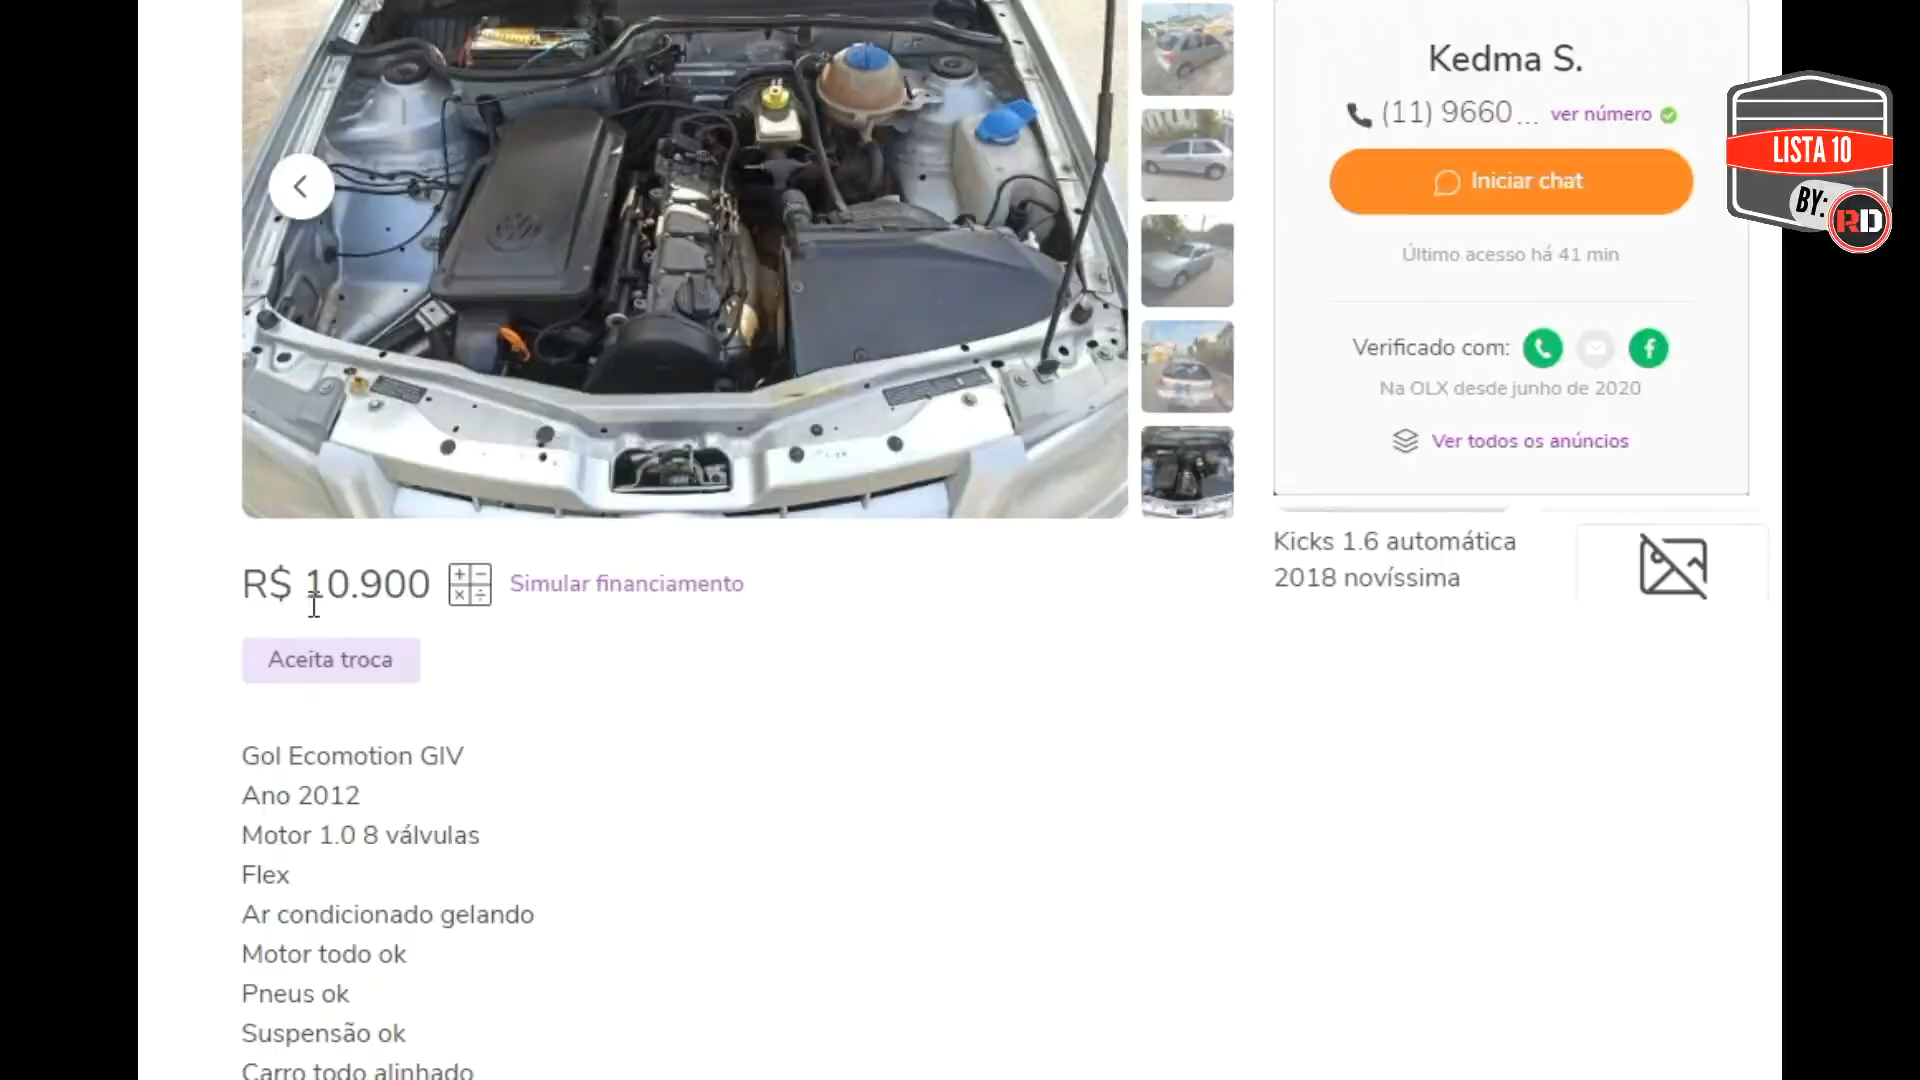 Kedma S.
(11) 9660... ver número
Iniciar chat
Último acesso há 41 min
Verificado com:
Na OLX desde junho de 2020
Ver todos os anúncios
LISTA 10
BY: RD
Kicks 1.6 automática
2018 novíssima
R$ 10.900 Simular financiamento
Aceita troca
Gol Ecomotion GIV
Ano 2012
Motor 1.0 8 válvulas
Flex
Ar condicionado gelando
Motor todo ok
Pneus ok
Suspensão ok
Carro todo alinhado